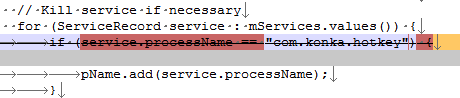 // Kill service if necessary
for (ServiceRecord service : mServices.values()) {
if (service.processName == "com.konka.hotkey") {
pName.add(service.processName);
}